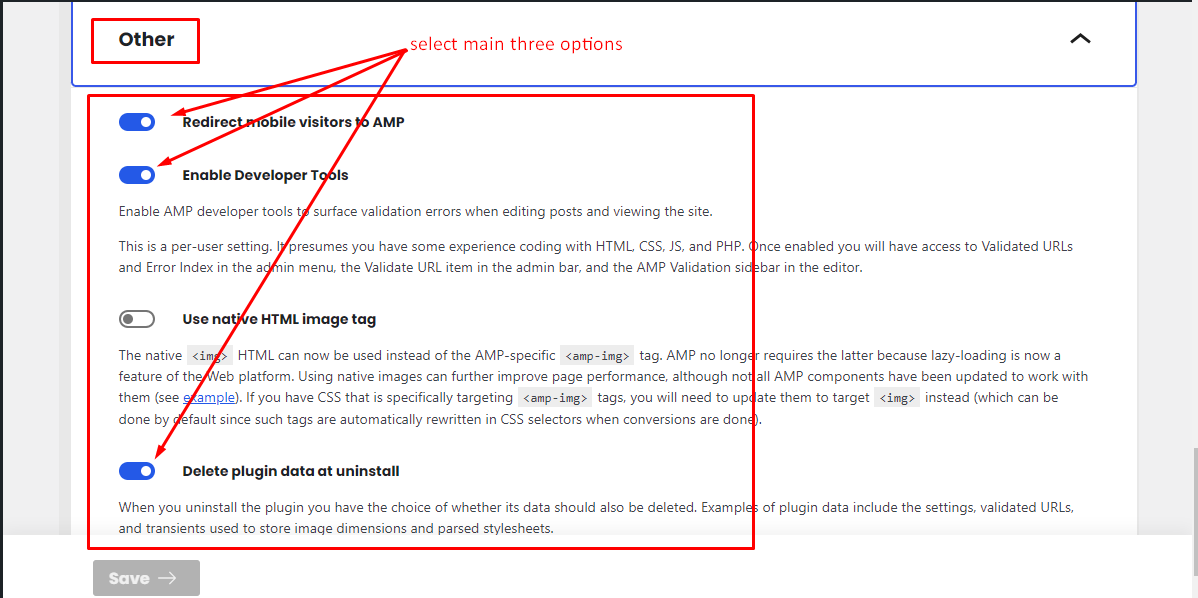 Other
select main three options
Redirect mobile visitors to AMP
Enable Developer Tools
Enable AMP developer tools to surface validation errors when editing posts and viewing the site.
This is a per-user setting. It presumes you have some experience coding with HTML, CSS, JS, and PHP. Once enabled you will have access to Validated URLs
and Error Index in the admin menu, the Validate URL item in the admin bar, and the AMP Validation sidebar in the editor.
Use native HTML image tag
The native <img> HTML can now be used instead of the AMP-specific <amp-img> tag. AMP no longer requires the latter because lazy-loading is now a
feature of the Web platform. Using native images can further improve page performance, although not all AMP components have been updated to work with
them (see example). If you have CSS that is specifically targeting <amp-img> tags, you will need to update them to target <img> instead (which can be
done by default since such tags are automatically rewritten in CSS selectors when conversions are done).
Delete plugin data at uninstall
When you uninstall the plugin you have the choice of whether its data should also be deleted. Examples of plugin data include the settings, validated URLs,
and transients used to store image dimensions and parsed stylesheets.
Save →